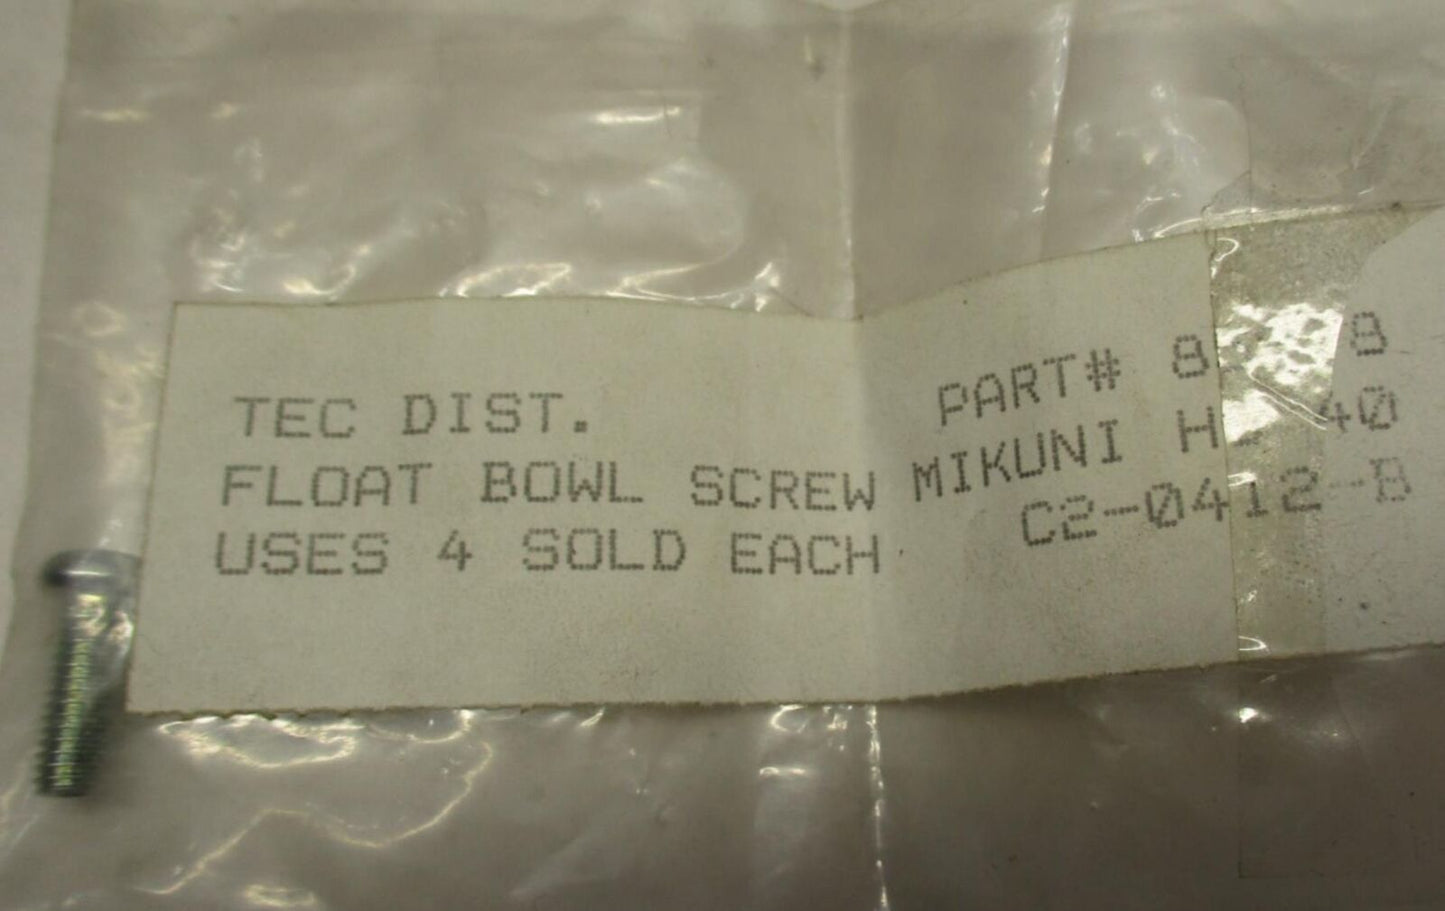 TEC DIST.
PART#
FLOAT BOWL SCREW MIKUNI
USES 4 SOLD EACH
C2-0412-B